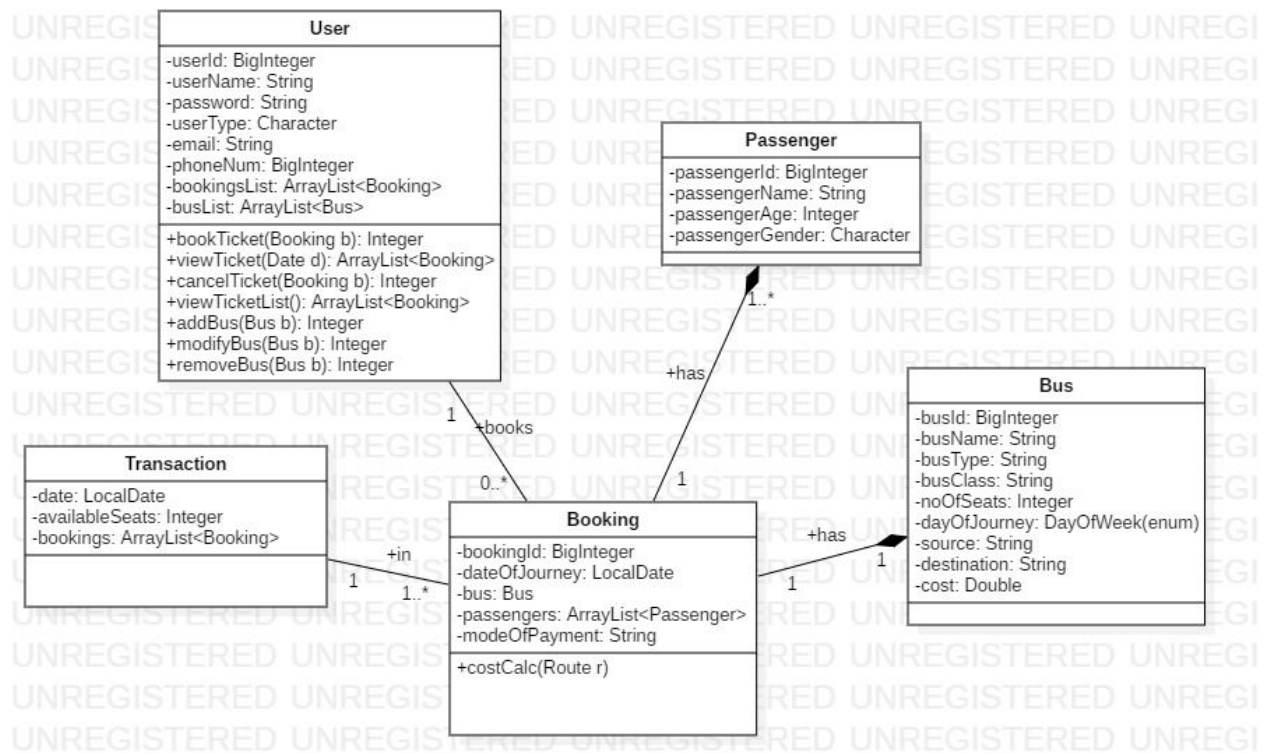 User
-userId: BigInteger
-userName: String
-password: String
-userType: Character
-email: String
-phoneNum: BigInteger
-bookingsList: ArrayList<Booking>
-busList: ArrayList<Bus>
+bookTicket(Booking b): Integer
+viewTicket(Date d): ArrayList<Booking>
+cancelTicket(Booking b): Integer
+viewTicketList(): ArrayList<Booking>
+addBus(Bus b): Integer
+modifyBus(Bus b): Integer
+removeBus(Bus b): Integer
Passenger
-passengerId: BigInteger
-passengerName: String
-passengerAge: Integer
-passengerGender: Character
1..*
+has
1
1
+books
0..*
Transaction
-date: LocalDate
-availableSeats: Integer
-bookings: ArrayList<Booking>
+in
1
1..*
Booking
-bookingId: BigInteger
-dateOfJourney: LocalDate
-bus: Bus
-passengers: ArrayList<Passenger>
-modeOfPayment: String
+costCalc(Route r)
+has
1
1
Bus
-busId: BigInteger
-busName: String
-busType: String
-busClass: String
-noOfSeats: Integer
-dayOfJourney: DayOfWeek(enum)
-source: String
-destination: String
-cost: Double
UNREGISTERED